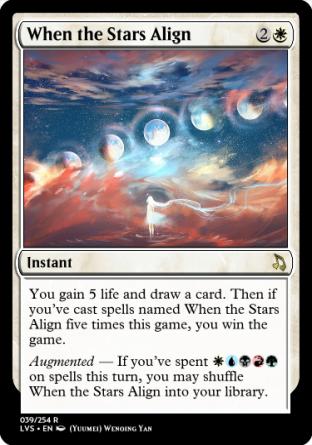 When the Stars Align 2
Instant
You gain 5 life and draw a card. Then if
you've cast spells named When the Stars
Align five times this game, you win the
game.
Augmented — If you've spent
on spells this turn, you may shuffle
When the Stars Align into your library.
039/254 R
LVS • EN (Yuumei) Wenqing Yan